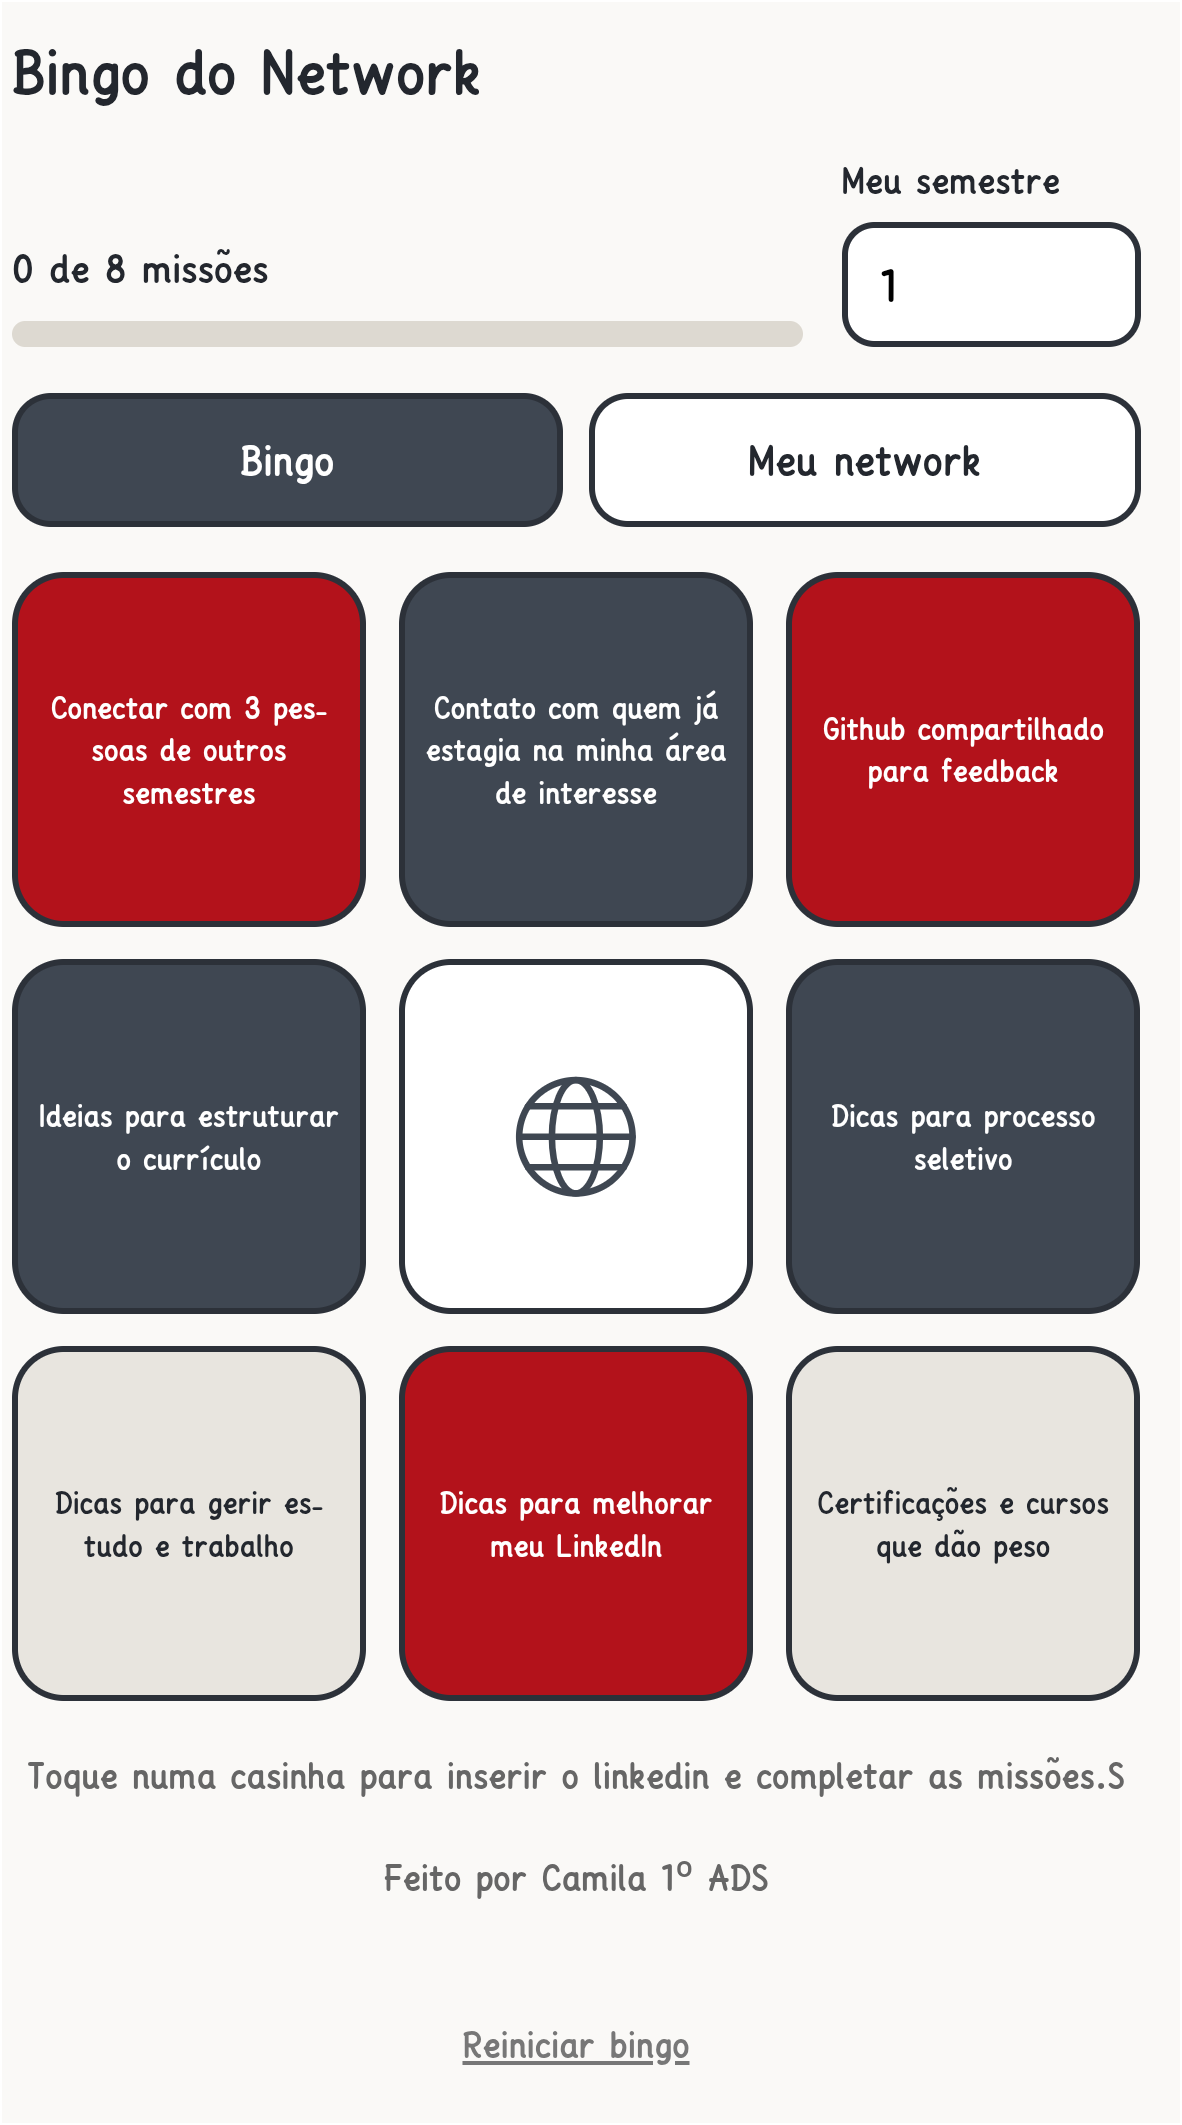 Bingo do Network
Meu semestre
0 de 8 missões
1
Bingo
Meu network
Conectar com 3 pes-
soas de outros
semestres
Contato com quem já
estagia na minha área
de interesse
Github compartilhado
para feedback
Ideias para estruturar
o currículo
Dicas para processo
seletivo
Dicas para gerir es-
tudo e trabalho
Dicas para melhorar
meu LinkedIn
Certificações e cursos
que dão peso
Toque numa casinha para inserir o linkedin e completar as missões.S
Feito por Camila 1º ADS
Reiniciar bingo